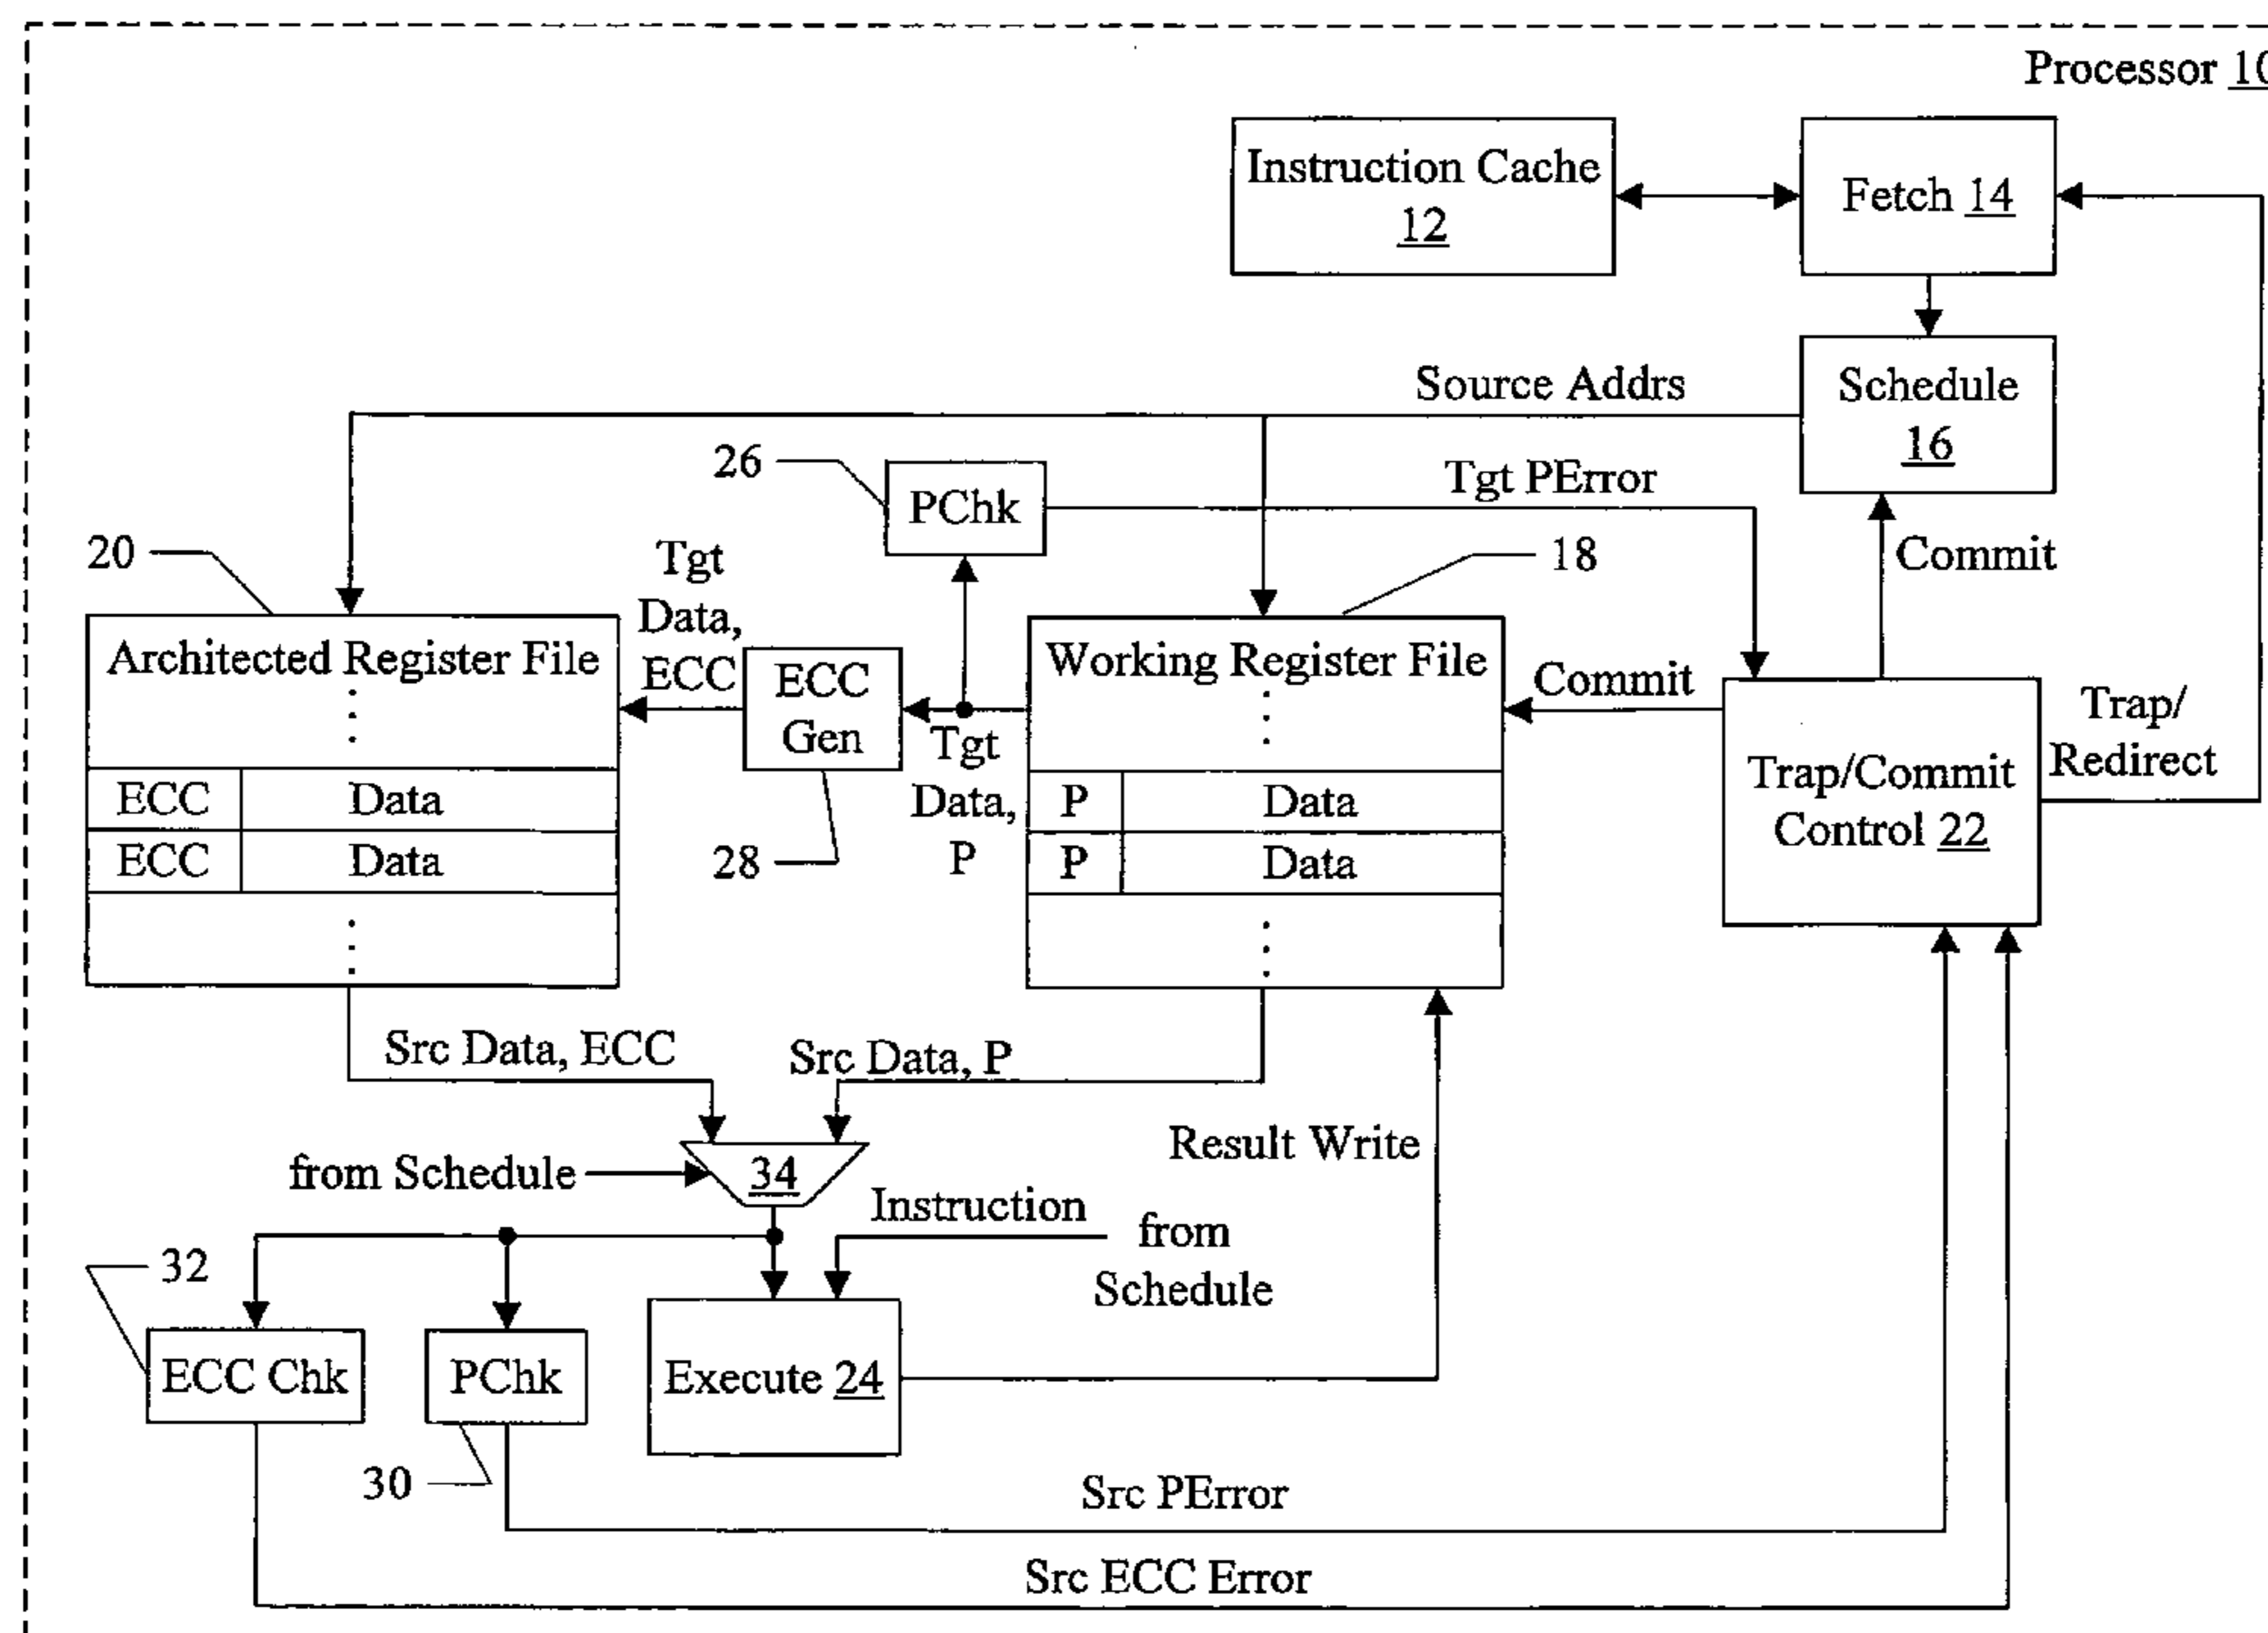 Processor 10
Instruction Cache
12
Fetch 14
Source Addrs
Schedule
16
26
PChk
Tgt PError
20
Tgt
Data,
ECC
18
Commit
Architected Register File
ECC
Gen
Working Register File
Commit
Tgt
Data,
P
Trap/
Redirect
Trap/Commit
Control 22
ECC Data
ECC Data
28
P Data
P Data
Src Data, ECC
Src Data, P
Result Write
from Schedule
34
Instruction
from
Schedule
32
ECC Chk
PChk
Execute 24
30
Src PError
Src ECC Error